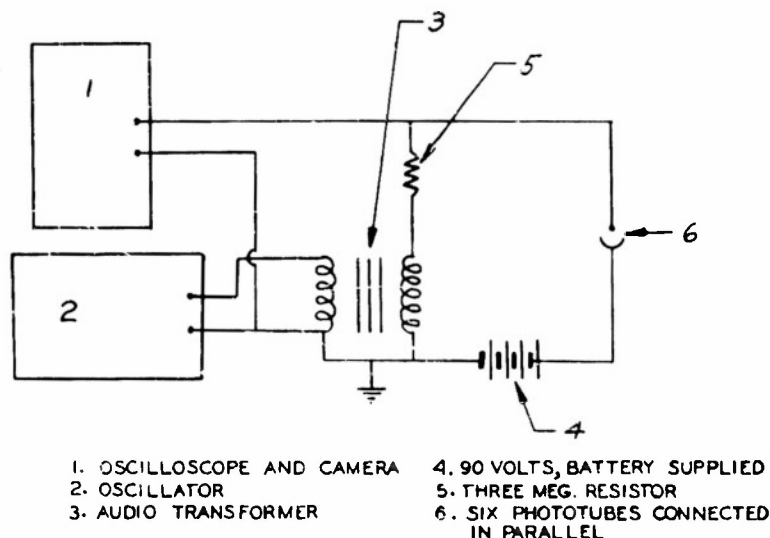 3
5
1
6
2
4
1. OSCILLOSCOPE AND CAMERA
2. OSCILLATOR
3. AUDIO TRANSFORMER
4. 90 VOLTS, BATTERY SUPPLIED
5. THREE MEG. RESISTOR
6. SIX PHOTOTUBES CONNECTED
IN PARALLEL